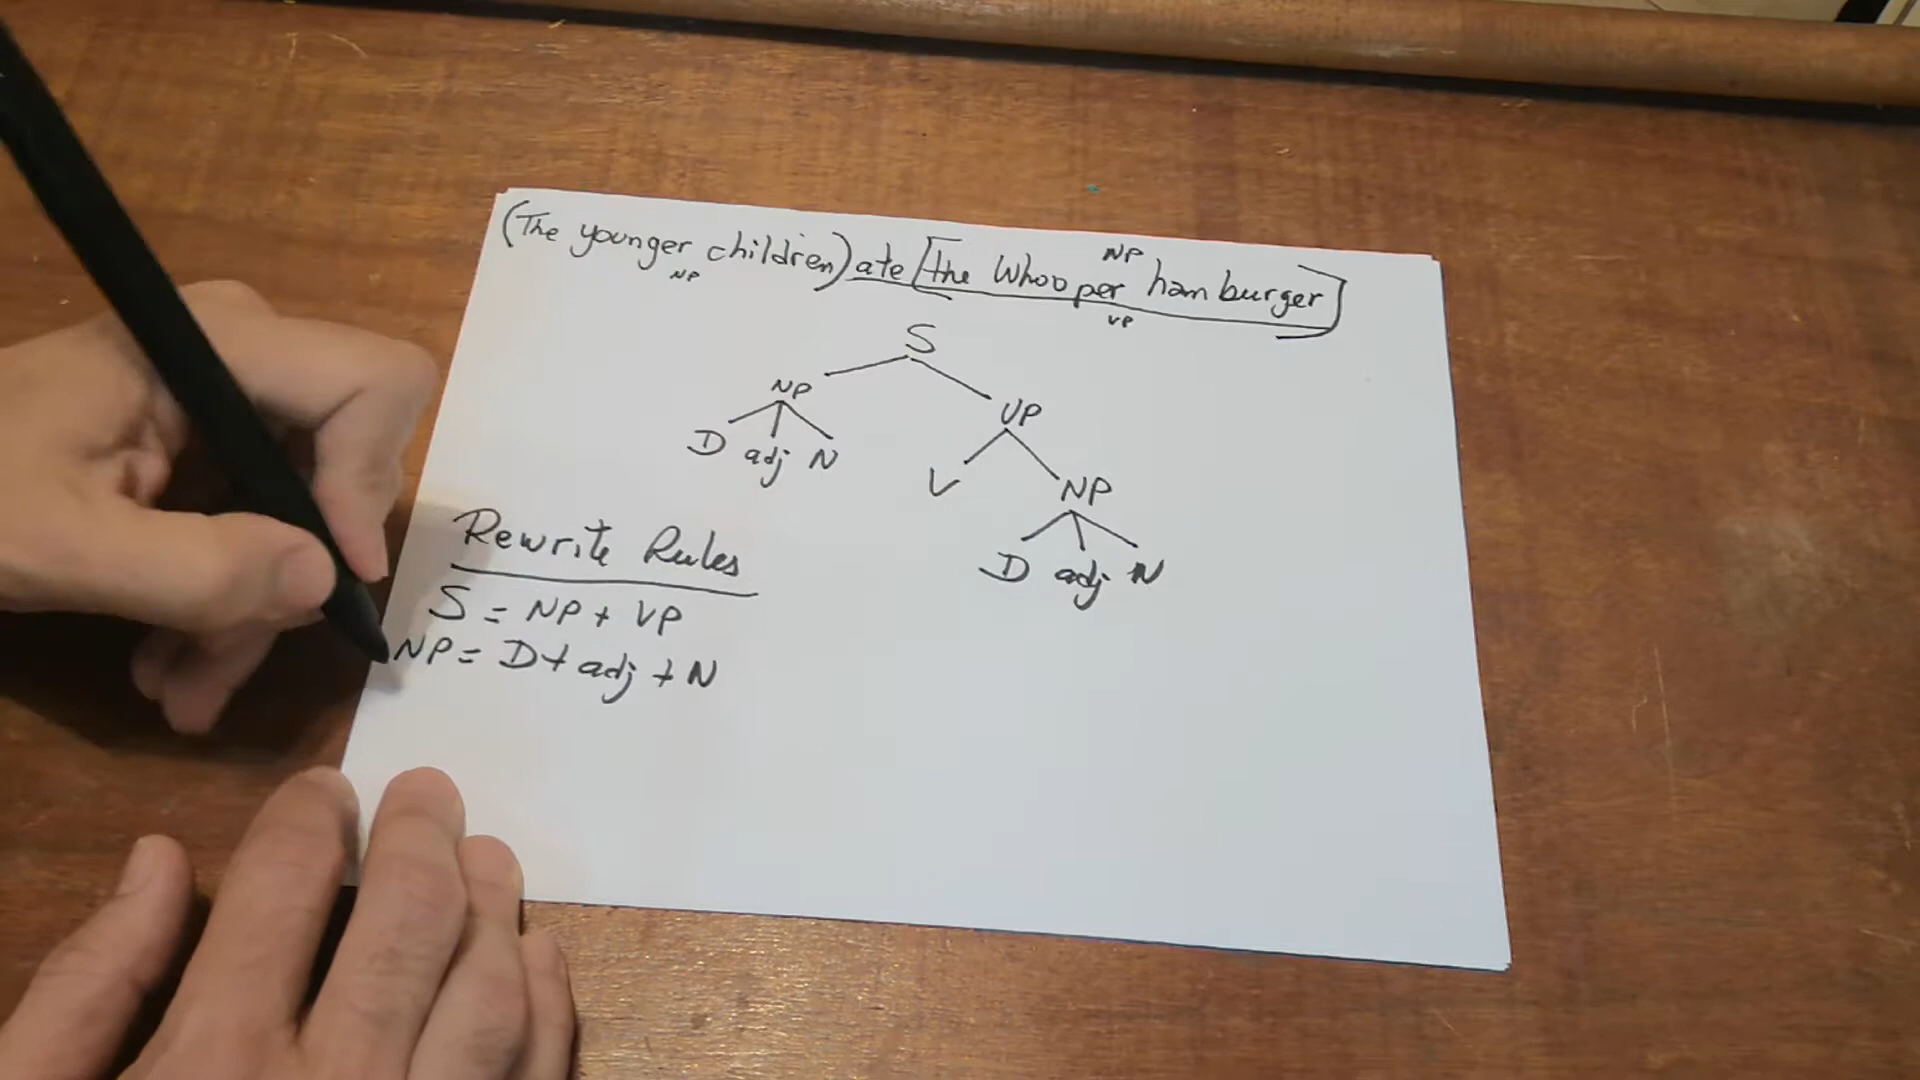 (The younger children) ate [the Whooper hamburger]
NP
NP
VP
S
NP VP
D adj N V NP
D adj N
Rewrite Rules
S = NP + VP
NP = D + adj + N